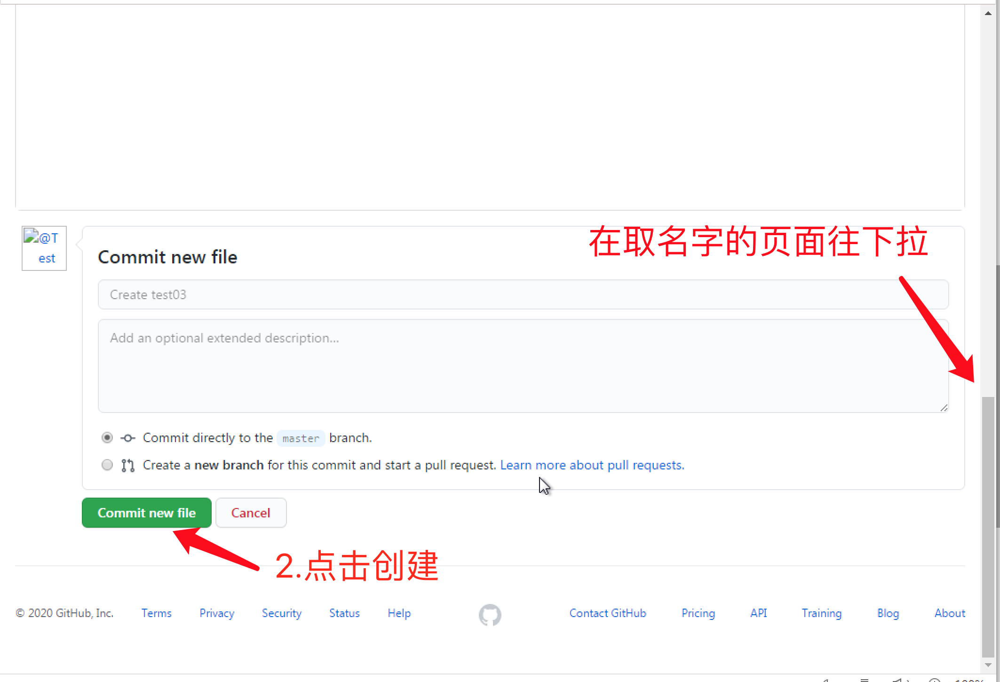 @T
est
在取名字的页面往下拉
Commit new file
Create test03
Add an optional extended description...
Commit directly to the master branch.
Create a new branch for this commit and start a pull request. Learn more about pull requests.
Commit new file Cancel
2.点击创建
© 2020 GitHub, Inc. Terms Privacy Security Status Help Contact GitHub Pricing API Training Blog About